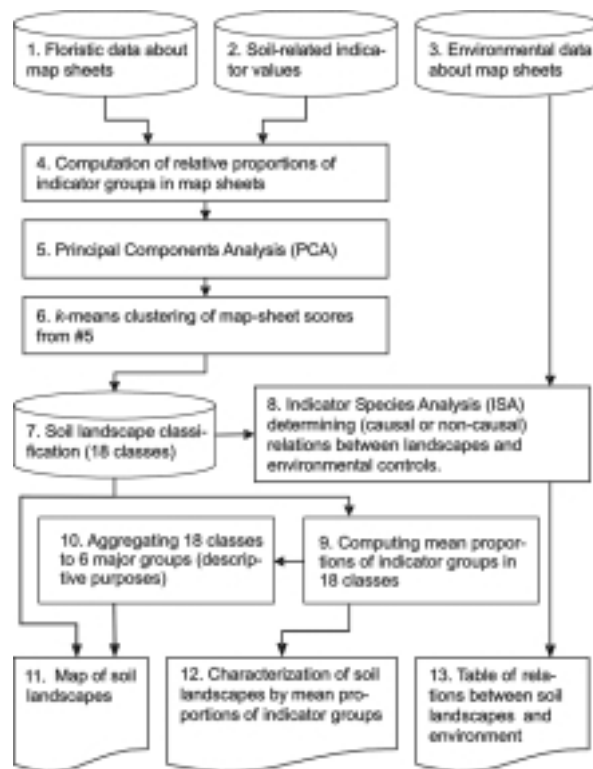 1. Floristic data about
map sheets
2. Soil-related indica-
tor values
3. Environmental data
about map sheets
4. Computation of relative proportions of
indicator groups in map sheets
5. Principal Components Analysis (PCA)
6. k-means clustering of map-sheet scores
from #5
7. Soil landscape classi-
fication (18 classes)
8. Indicator Species Analysis (ISA)
determining (causal or non-causal)
relations between landscapes and
environmental controls.
10. Aggregating 18 classes
to 6 major groups (descrip-
tive purposes)
9. Computing mean propor-
tions of indicator groups in
18 classes
11. Map of soil
landscapes
12. Characterization of soil
landscapes by mean pro-
portions of indicator groups
13. Table of rela-
tions between soil
landscapes and
environment